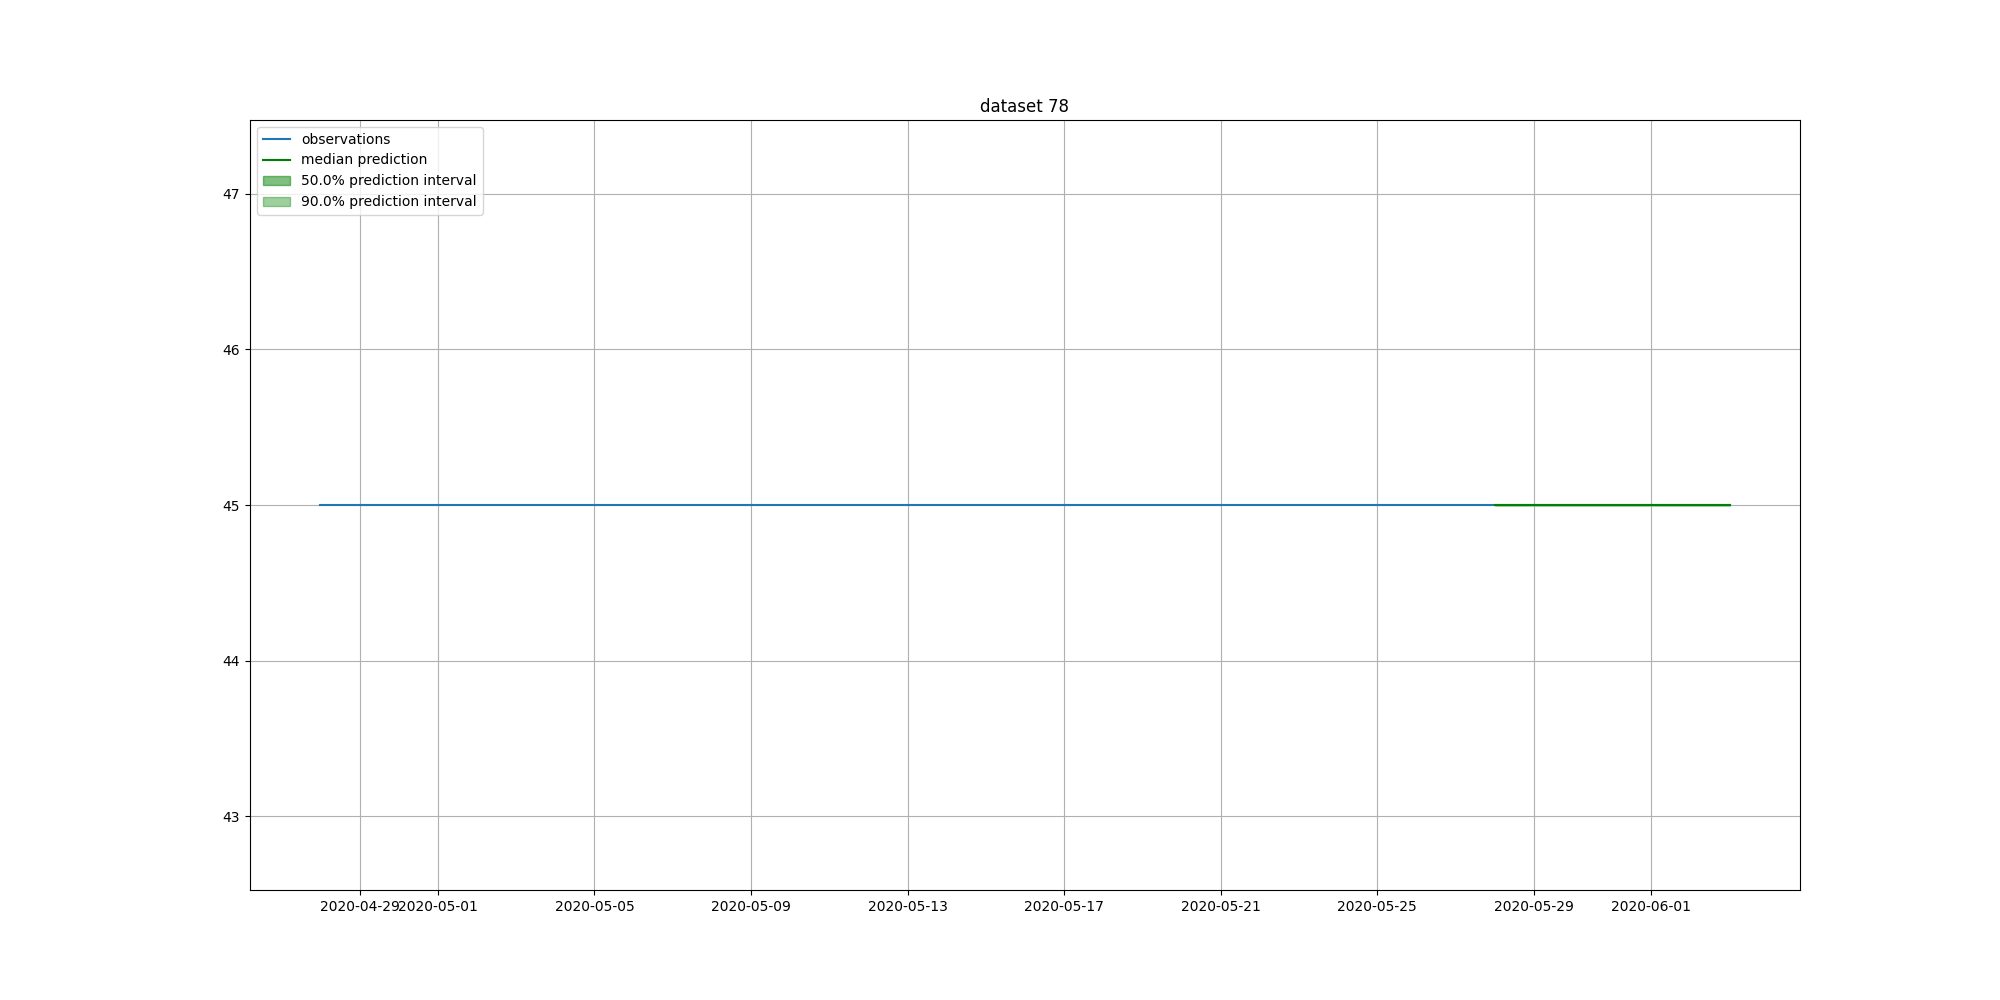 dataset 78
observations
median prediction
50.0% prediction interval
90.0% prediction interval
47
46
45
44
43
2020-04-29 2020-05-01 2020-05-05 2020-05-09 2020-05-13 2020-05-17 2020-05-21 2020-05-25 2020-05-29 2020-06-01